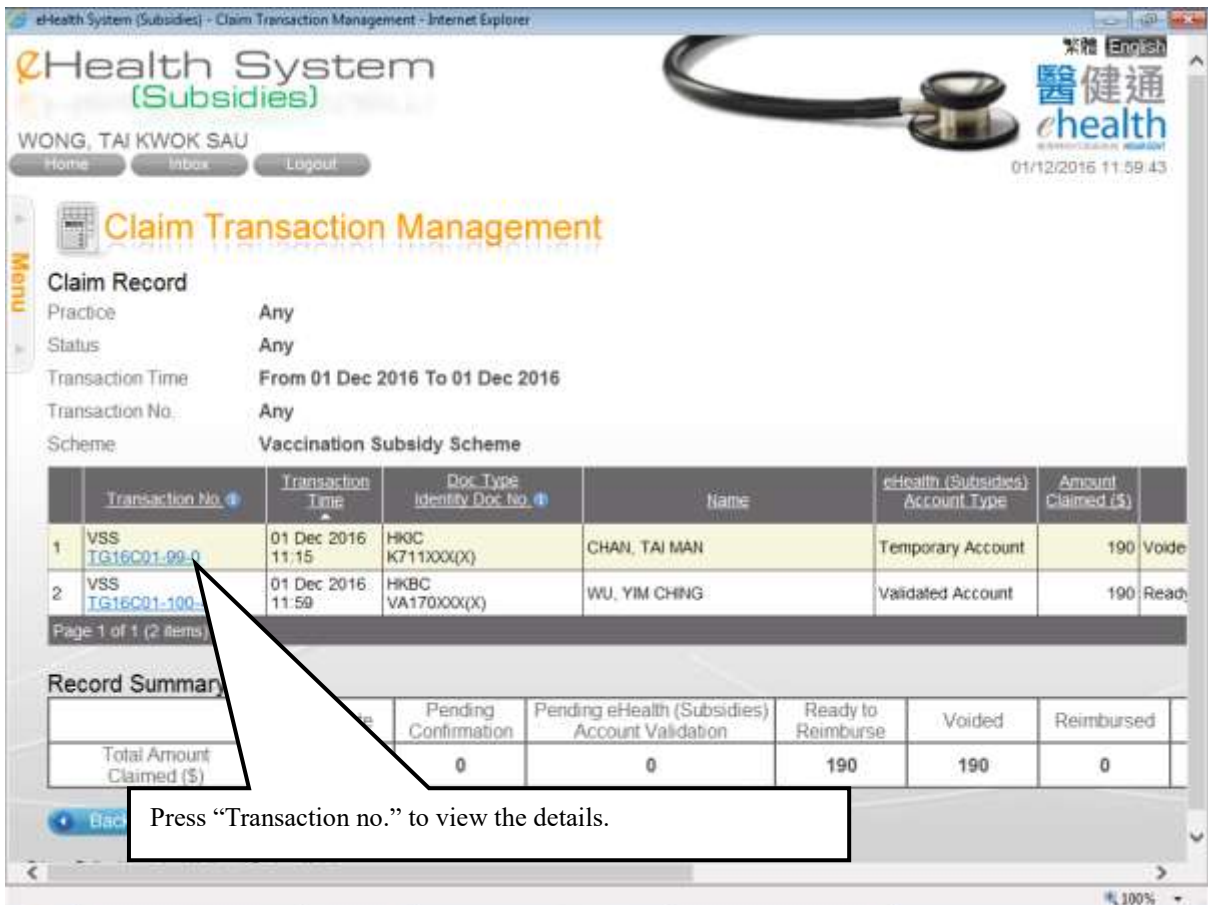 eHealth System (Subsidies) - Claim Transaction Management - Internet Explorer
eHealth System
(Subsidies)
繁體 English
醫健通
ehealth
WONG, TAI KWOK SAU
Home Inbox Logout
01/12/2016 11:59:43
Menu
Claim Transaction Management
Claim Record
Practice Any
Status Any
Transaction Time From 01 Dec 2016 To 01 Dec 2016
Transaction No. Any
Scheme Vaccination Subsidy Scheme
Transaction No. Transaction Time Doc Type Identity Doc No. Name eHealth (Subsidies) Account Type Amount Claimed ($)
1 VSS TG16C01-99-0 01 Dec 2016 11:15 HKIC K711XXX(X) CHAN, TAI MAN Temporary Account 190 Voide
2 VSS TG16C01-100- 01 Dec 2016 11:59 HKBC VA170XXX(X) WU, YIM CHING Validated Account 190 Ready
Page 1 of 1 (2 items)
Record Summary
Pending Confirmation Pending eHealth (Subsidies) Account Validation Ready to Reimburse Voided Reimbursed
Total Amount Claimed ($) 0 0 190 190 0
Back
Press “Transaction no.” to view the details.
100%